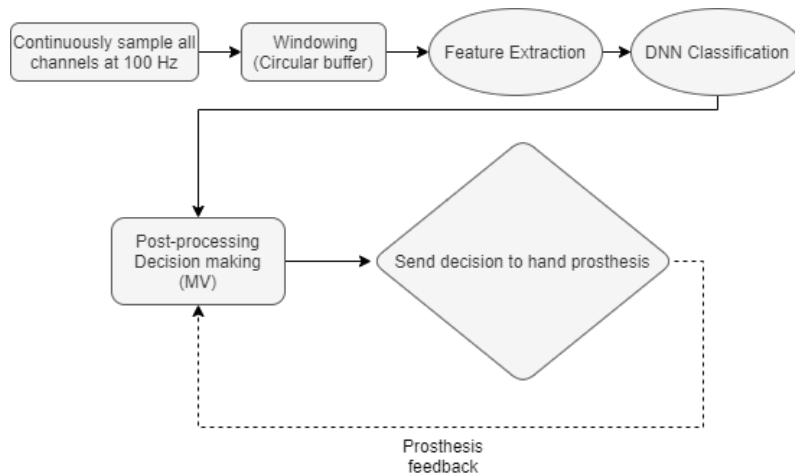 Continuously sample all
channels at 100 Hz
Windowing
(Circular buffer)
Feature Extraction
DNN Classification
Post-processing
Decision making
(MV)
Send decision to hand prosthesis
Prosthesis
feedback